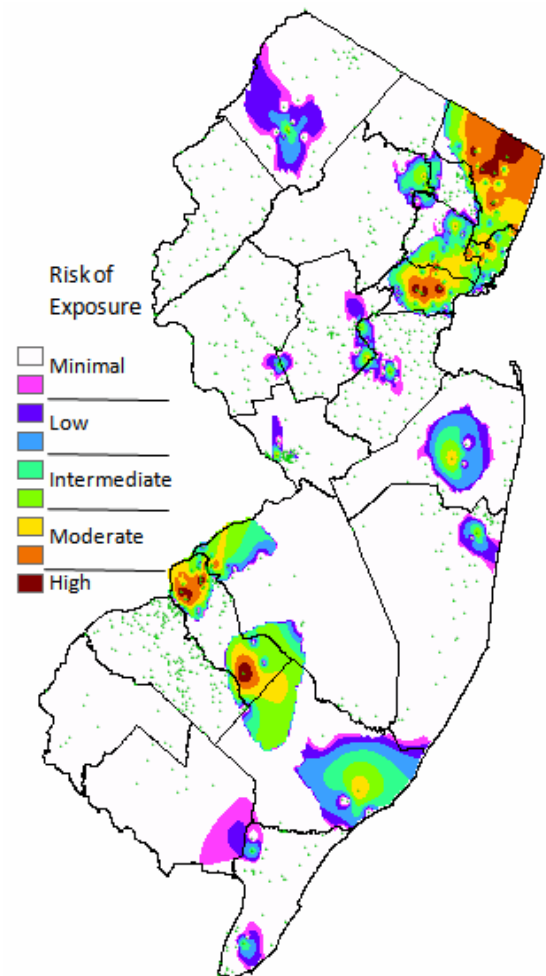 Risk of
Exposure
Minimal
Low
Intermediate
Moderate
High